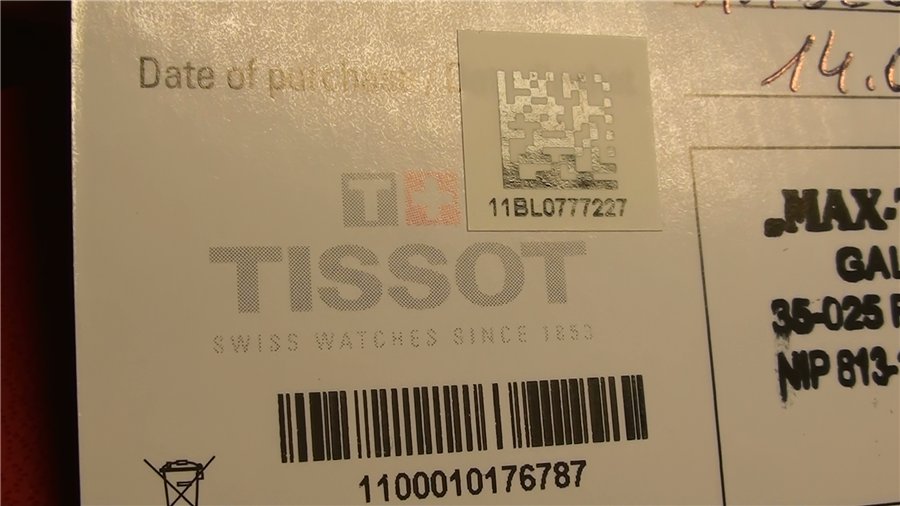 Date of purchase /
14.0
11BL0777227
T+
TISSOT
SWISS WATCHES SINCE 1853
„MAX-
GAL
35-025
NIP 813-
1100010176787